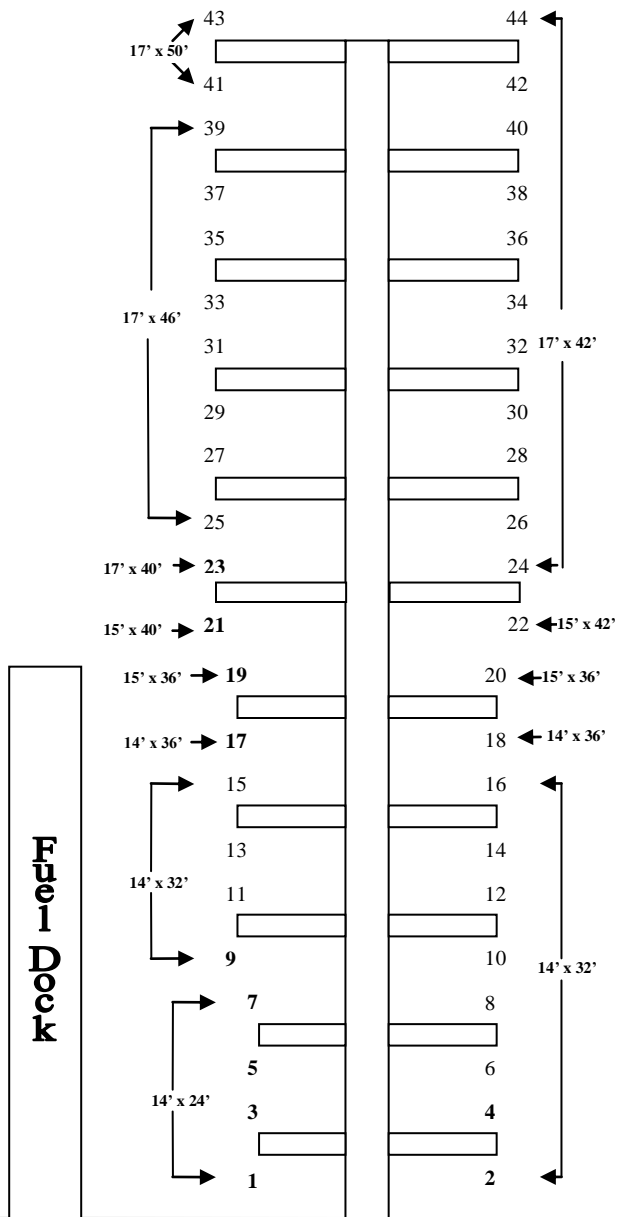 43 44
17’ x 50’
41 42
39 40
37 38
35 36
33 34
17’ x 46’
31 32 17’ x 42’
29 30
27 28
25 26
17’ x 40’ 23 24
15’ x 40’ 21 22 15’ x 42’
15’ x 36’ 19 20 15’ x 36’
14’ x 36’ 17 18 14’ x 36’
15 16
13 14
14’ x 32’
11 12
9 10 14’ x 32’
7 8
5 6
14’ x 24’
3 4
1 2
Fuel Dock